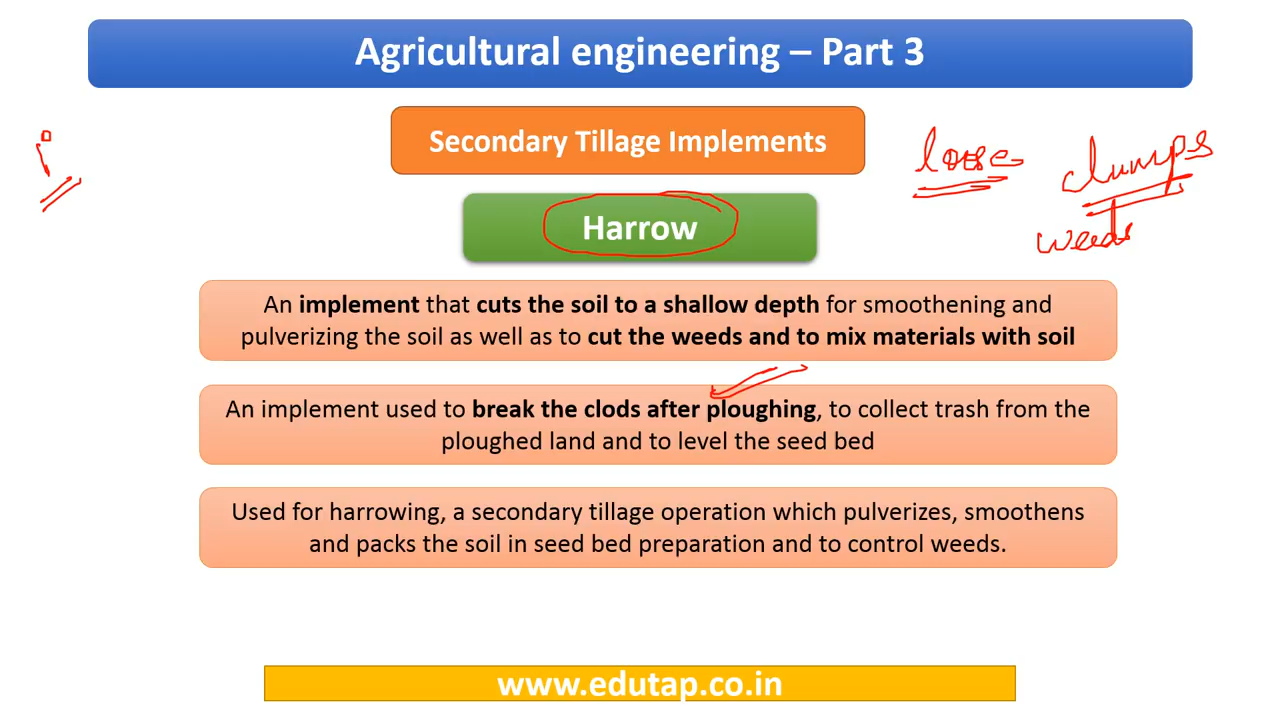 Agricultural engineering – Part 3
Secondary Tillage Implements
loose
clumps
weeds
Harrow
An implement that cuts the soil to a shallow depth for smoothening and
pulverizing the soil as well as to cut the weeds and to mix materials with soil
An implement used to break the clods after ploughing, to collect trash from the
ploughed land and to level the seed bed
Used for harrowing, a secondary tillage operation which pulverizes, smoothens
and packs the soil in seed bed preparation and to control weeds.
www.edutap.co.in